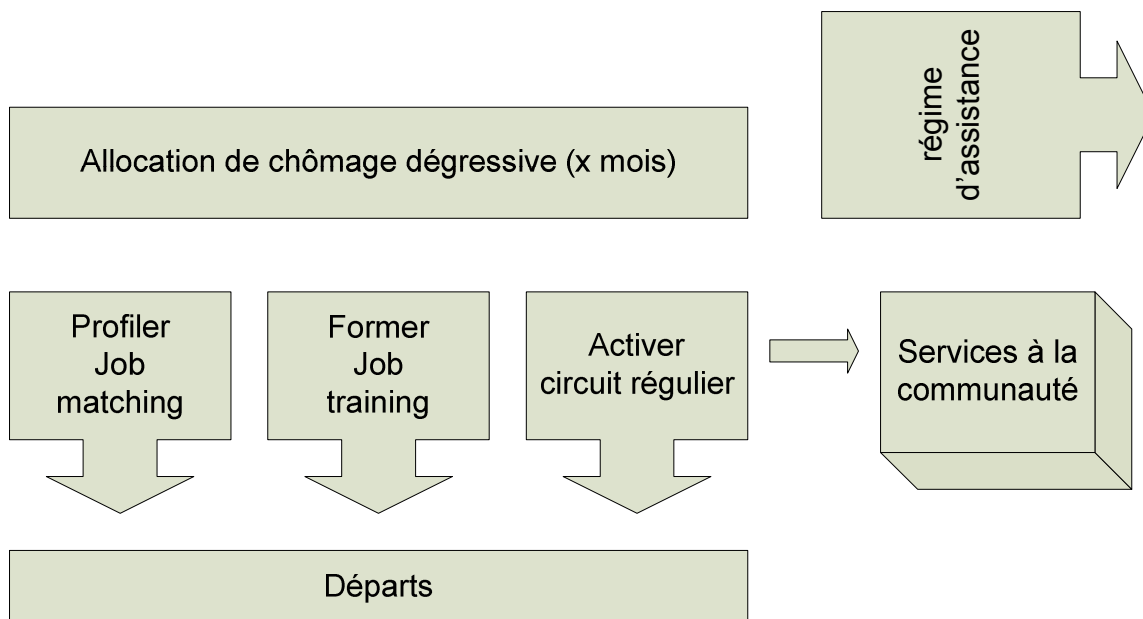 régime
d'assistance
Allocation de chômage dégressive (x mois)
Profiler
Job
matching
Former
Job
training
Activer
circuit régulier
Services à la
communauté
Départs